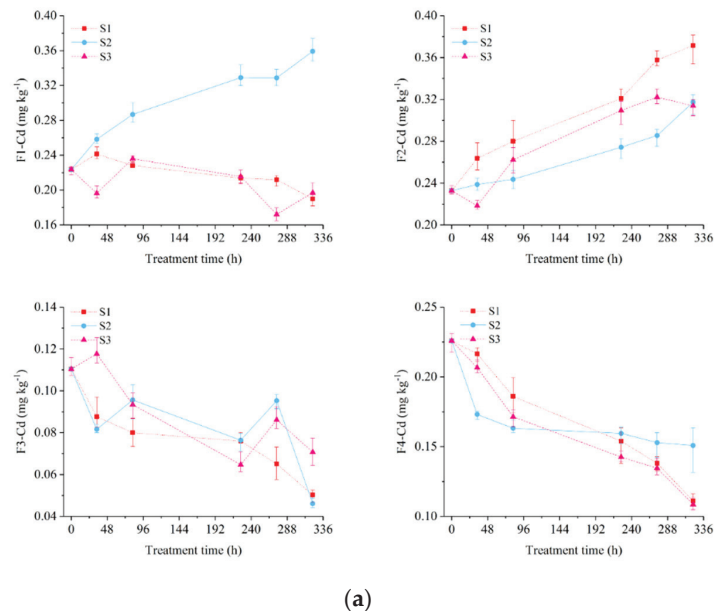 S1
S2
S3
F1-Cd (mg kg⁻¹)
0.36
0.32
0.28
0.24
0.20
0.16
0 48 96 144 192 240 288 336
Treatment time (h)
S1
S2
S3
F2-Cd (mg kg⁻¹)
0.40
0.36
0.32
0.28
0.24
0.20
0 48 96 144 192 240 288 336
Treatment time (h)
S1
S2
S3
F3-Cd (mg kg⁻¹)
0.14
0.12
0.10
0.08
0.06
0.04
0 48 96 144 192 240 288 336
Treatment time (h)
S1
S2
S3
F4-Cd (mg kg⁻¹)
0.25
0.20
0.15
0.10
0 48 96 144 192 240 288 336
Treatment time (h)
(a)